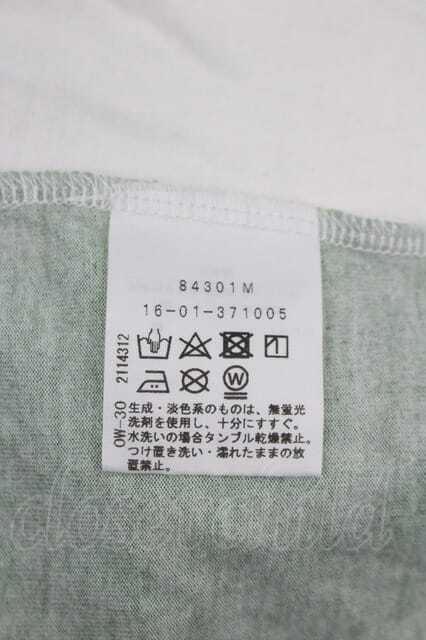 84301M
16-01-371005
W
OW-30 2114312
生成・淡色系のものは、無蛍光
洗剤を使用し、十分にすすぐ。
水洗いの場合タンブル乾燥禁止。
つけ置き洗い・濡れたままの放
置禁止。